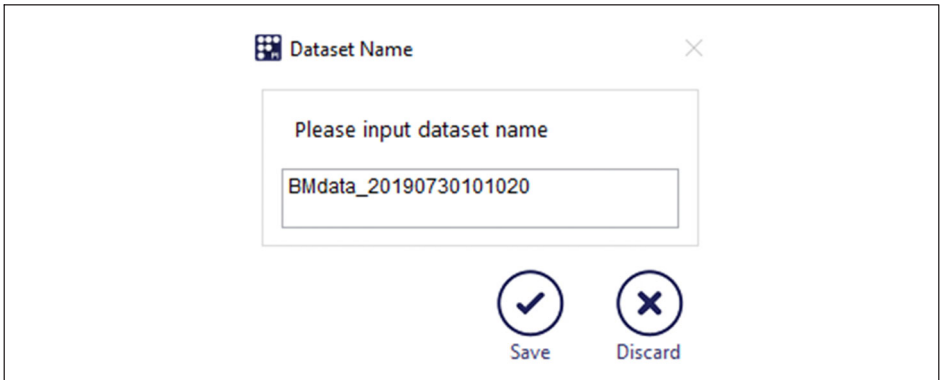 Dataset Name
Please input dataset name
BMdata_20190730101020
Save
Discard